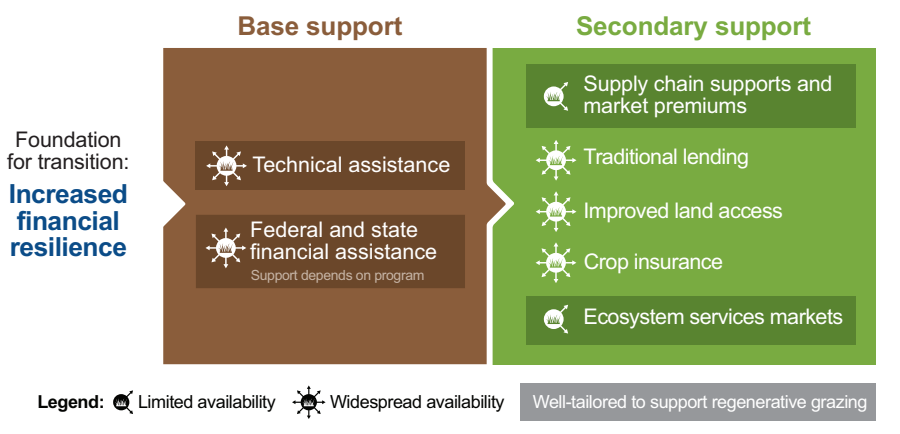 Base support
Secondary support
Foundation
for transition:
Increased
financial
resilience
Technical assistance
Federal and state
financial assistance
Support depends on program
Supply chain supports and
market premiums
Traditional lending
Improved land access
Crop insurance
Ecosystem services markets
Legend: Limited availability Widespread availability Well-tailored to support regenerative grazing